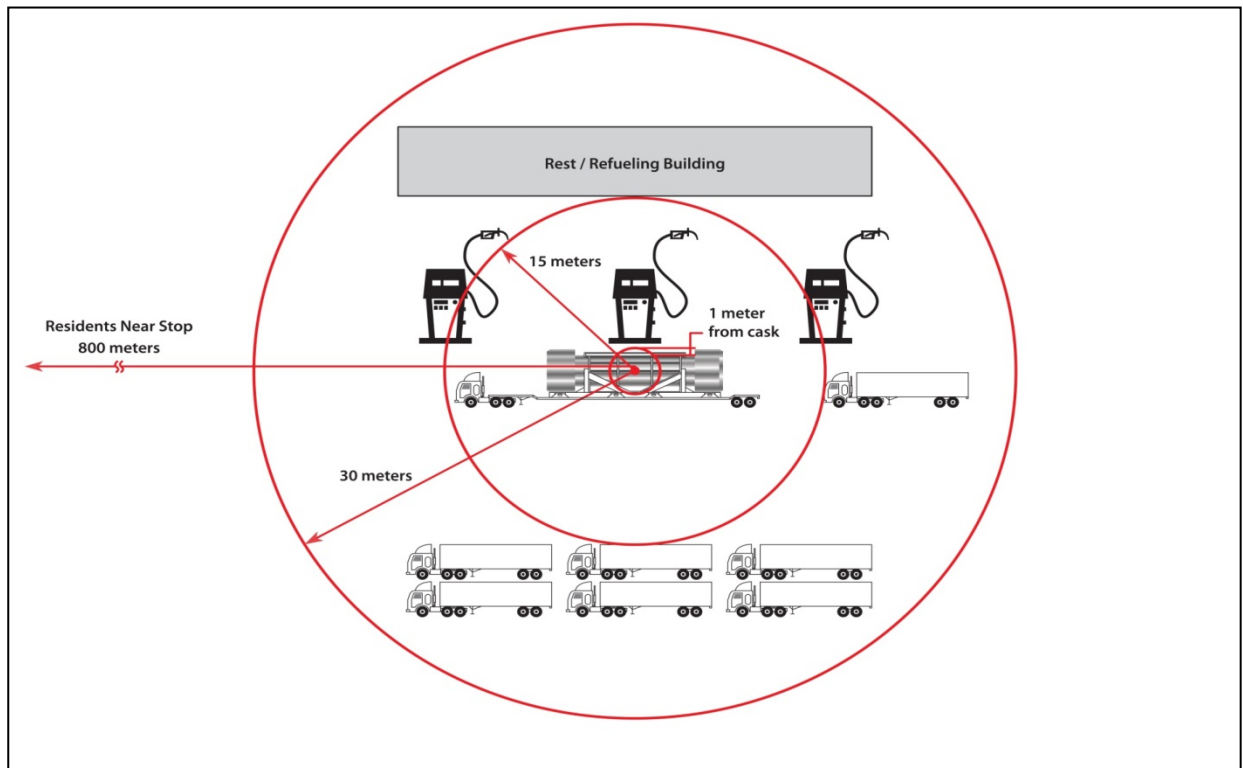 Rest / Refueling Building
15 meters
1 meter
from cask
Residents Near Stop
800 meters
30 meters